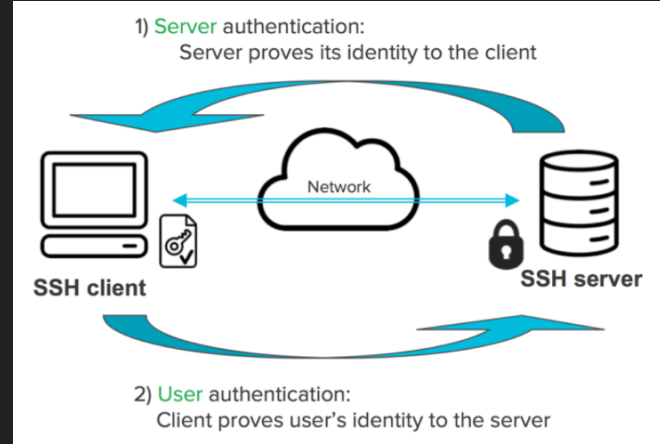 1) Server authentication:
Server proves its identity to the client
Network
SSH client
SSH server
2) User authentication:
Client proves user's identity to the server